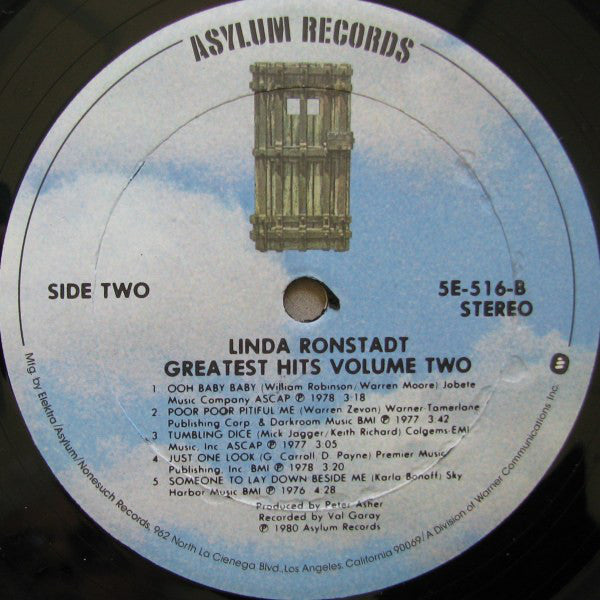 ASYLUM RECORDS
SIDE TWO
5E-516-B
STEREO
LINDA RONSTADT
GREATEST HITS VOLUME TWO
1 OOH BABY BABY (William Robinson, Warren Moore) Jobete
Music Company ASCAP ℗ 1978 3:18
2 POOR POOR PITIFUL ME (Warren Zevon) Warner Tamerlane
Publishing Corp. & Darkroom Music BMI ℗ 1977 3:42
3 TUMBLING DICE (Mick Jagger, Keith Richard) Colgems EMI
Music, Inc. ASCAP ℗ 1977 3:05
4 JUST ONE LOOK (G. Carroll D. Payne) Premier Music
Publishing. Inc. BMI ℗ 1978 3.20
5 SOMEONE TO LAY DOWN BESIDE ME (Karla Bonoff) Sky
Harbor Music BMI ℗ 1976 4:28
Produced by Peter Asher
Recorded by Val Garay
℗ 1980 Asylum Records
Mfg. by Elektra/Asylum/Nonesuch Records, 962 North La Cienega Blvd., Los Angeles, California 90069/A Division of Warner Communications Inc.